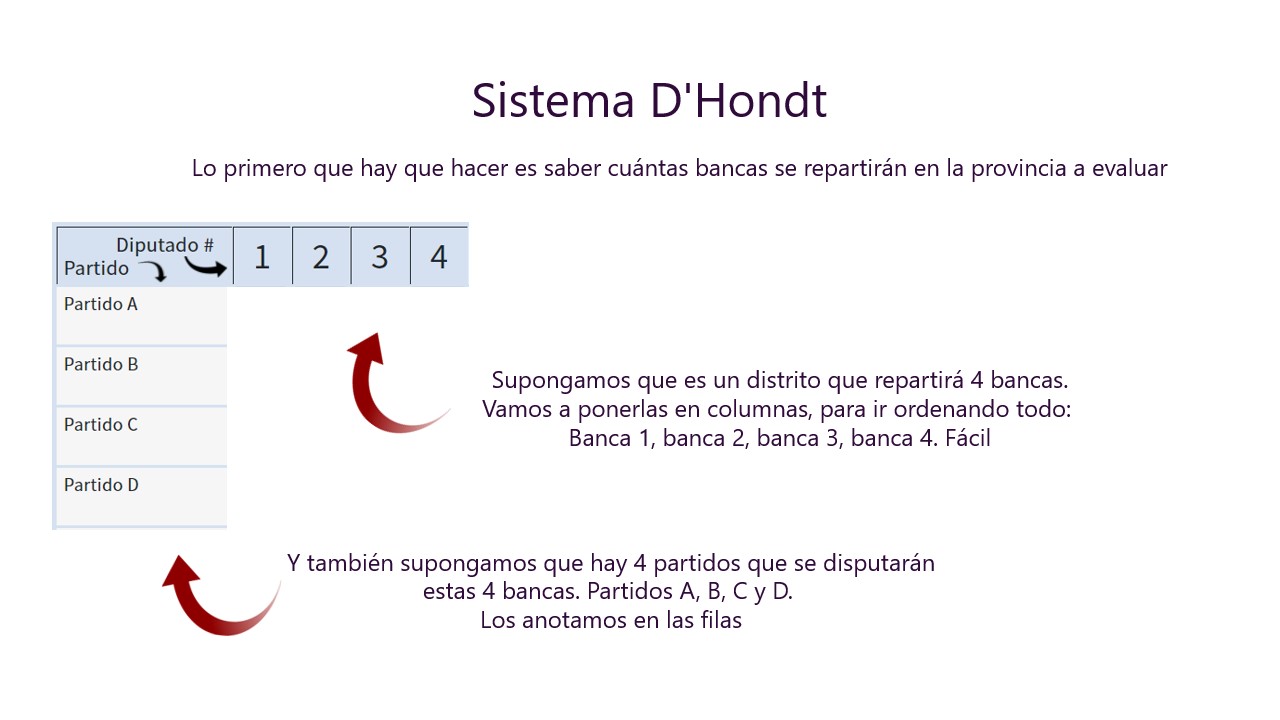 Sistema D'Hondt
Lo primero que hay que hacer es saber cuántas bancas se repartirán en la provincia a evaluar
Diputado #
Partido
1 2 3 4
Partido A
Partido B
Partido C
Partido D
Supongamos que es un distrito que repartirá 4 bancas.
Vamos a ponerlas en columnas, para ir ordenando todo:
Banca 1, banca 2, banca 3, banca 4. Fácil
Y también supongamos que hay 4 partidos que se disputarán
estas 4 bancas. Partidos A, B, C y D.
Los anotamos en las filas